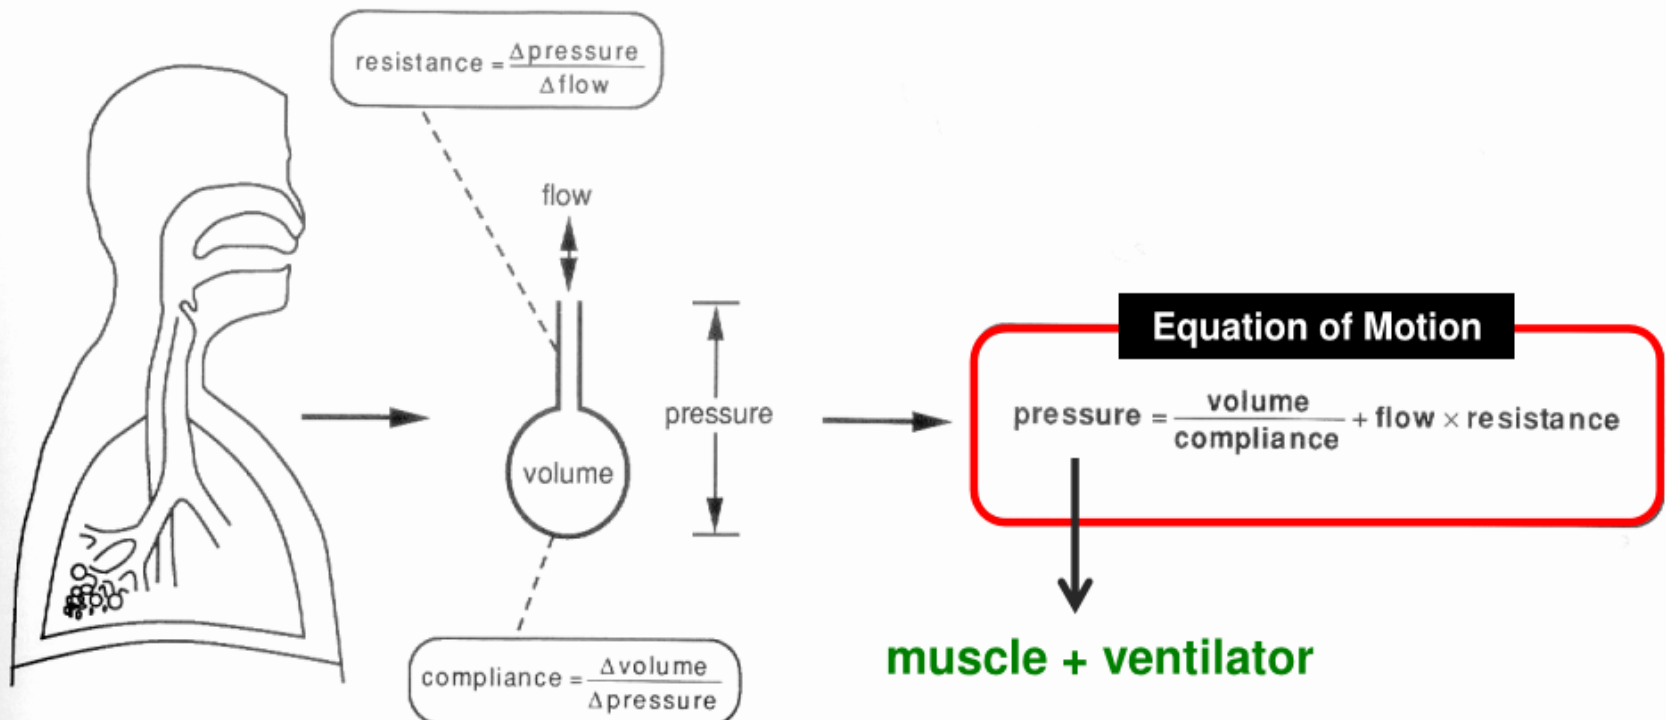 resistance = Δpressure / Δflow
flow
pressure
volume
compliance = Δvolume / Δpressure
Equation of Motion
pressure = volume / compliance + flow × resistance
muscle + ventilator